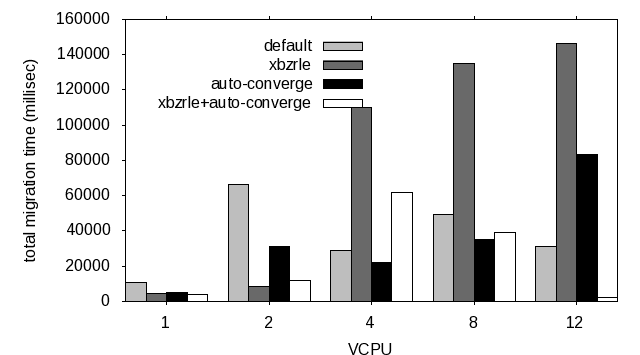 160000
140000
120000
100000
80000
60000
40000
20000
0
total migration time (millisec)
default
xbzrle
auto-converge
xbzrle+auto-converge
1 2 4 8 12
VCPU